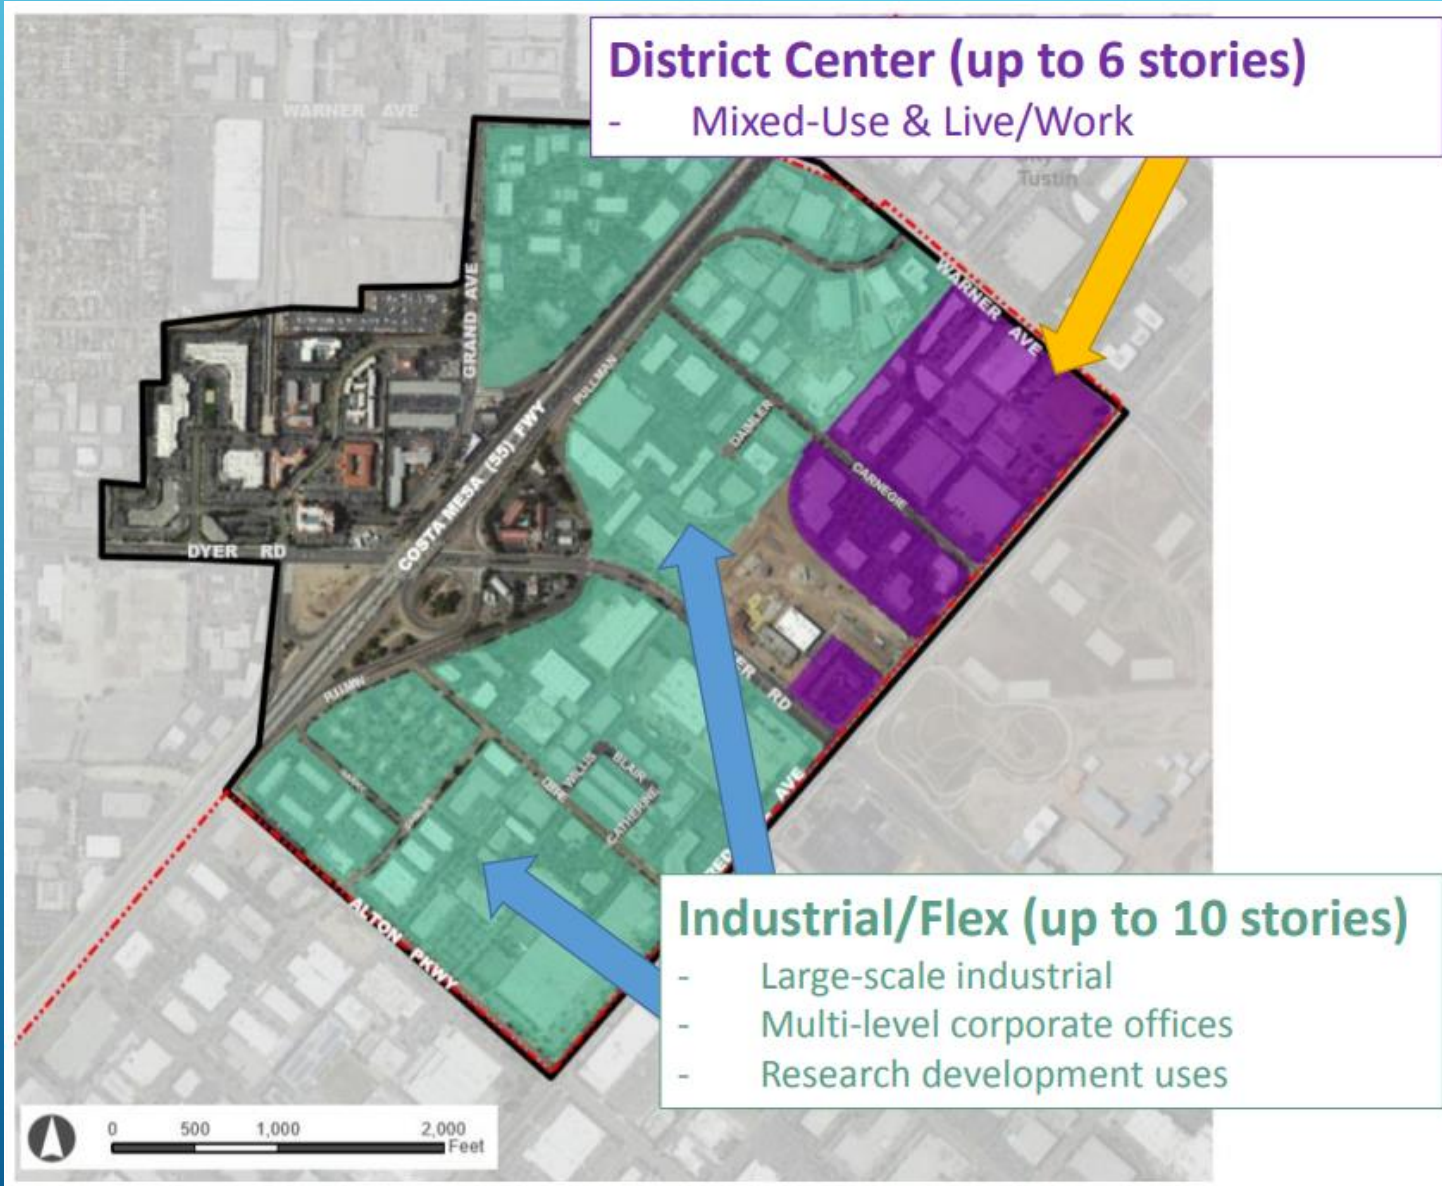 District Center (up to 6 stories)
- Mixed-Use & Live/Work
WARNER AVE
Tustin
WARNER AVE
GRAND AVE
PULLMAN
COSTA MESA (55) FWY
DAIMLER
CARNEGIE
DYER RD
RD
WILLIS
BLAIR
CATHERINE
AVE
ALTON PKWY
Industrial/Flex (up to 10 stories)
- Large-scale industrial
- Multi-level corporate offices
- Research development uses
0 500 1,000 2,000
Feet